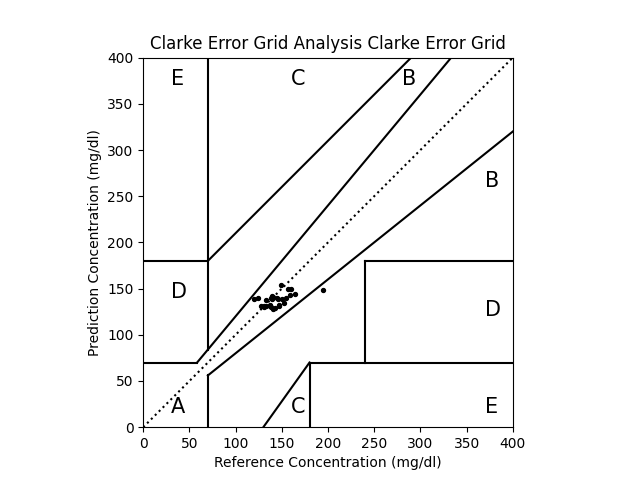 Clarke Error Grid Analysis Clarke Error Grid
400
350
300
250
200
150
100
50
0
Prediction Concentration (mg/dl)
E
C
B
B
D
D
A
C
E
0 50 100 150 200 250 300 350 400
Reference Concentration (mg/dl)